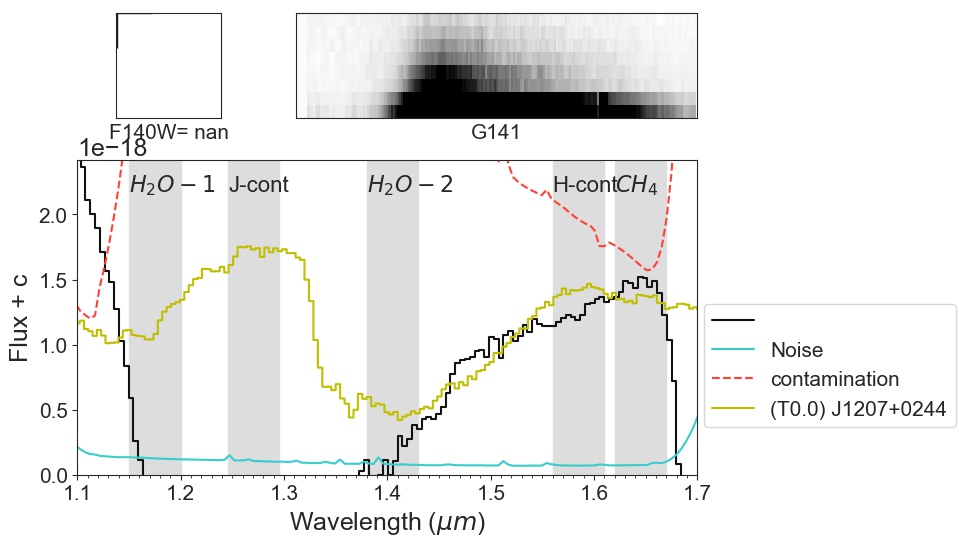 F140W= nan
G141
1e−18
H₂O − 1
J-cont
H₂O − 2
H-cont
CH₄
2.0
1.5
1.0
0.5
0.0
Flux + c
1.1
1.2
1.3
1.4
1.5
1.6
1.7
Wavelength (μm)
Noise
contamination
(T0.0) J1207+0244